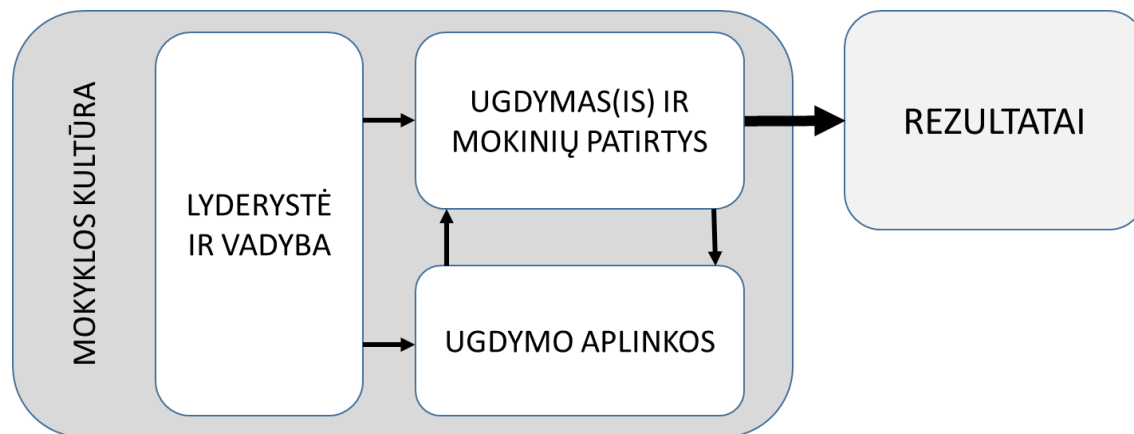 MOKYKLOS KULTŪRA
LYDERYSTĖ
IR VADYBA
UGDYMAS(IS) IR
MOKINIŲ PATIRTYS
UGDYMO APLINKOS
REZULTATAI